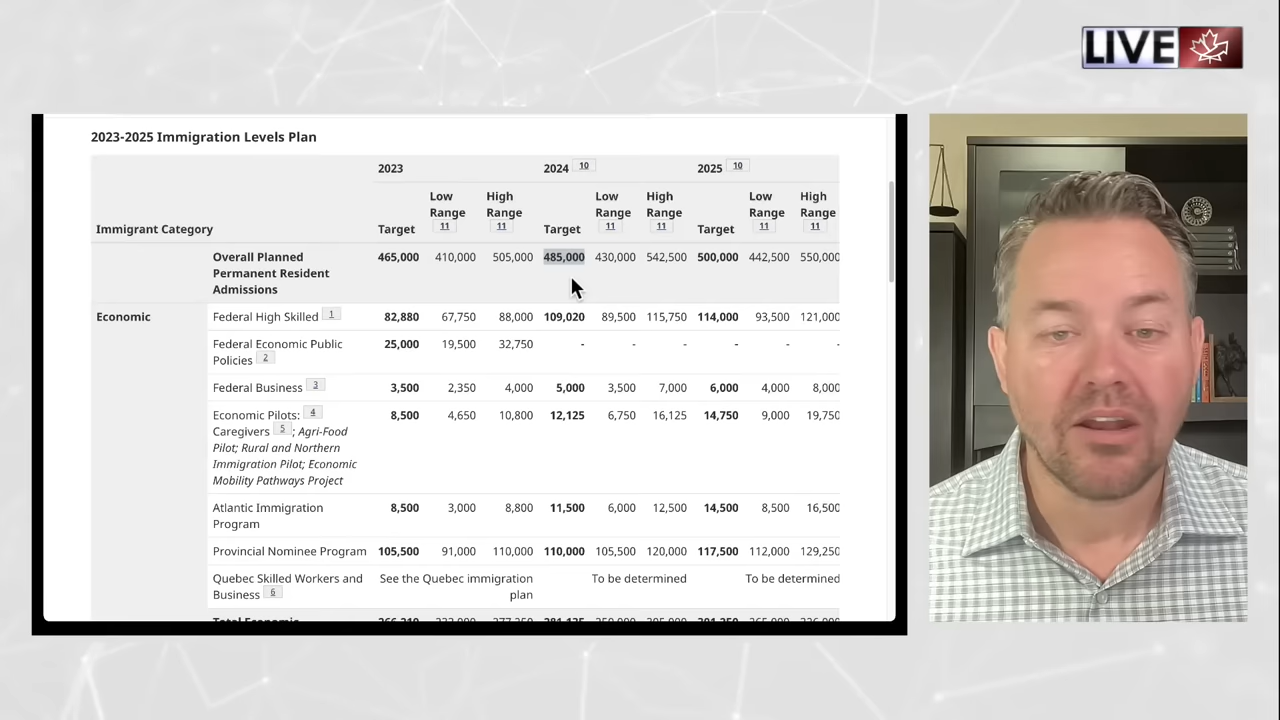 LIVE
2023-2025 Immigration Levels Plan
2023 2024 10 2025 10
Low High Low High Low High
Range Range Range Range Range Range
11 11 11 11 11 11
Immigrant Category Target Target Target
Overall Planned 465,000 410,000 505,000 485,000 430,000 542,500 500,000 442,500 550,000
Permanent Resident
Admissions
Economic Federal High Skilled 1 82,880 67,750 88,000 109,020 89,500 115,750 114,000 93,500 121,000
Federal Economic Public 25,000 19,500 32,750 - - - - - -
Policies 2
Federal Business 3 3,500 2,350 4,000 5,000 3,500 7,000 6,000 4,000 8,000
Economic Pilots: 4 8,500 4,650 10,800 12,125 6,750 16,125 14,750 9,000 19,750
Caregivers 5 ; Agri-Food
Pilot; Rural and Northern
Immigration Pilot; Economic
Mobility Pathways Project
Atlantic Immigration 8,500 3,000 8,800 11,500 6,000 12,500 14,500 8,500 16,500
Program
Provincial Nominee Program 105,500 91,000 110,000 110,000 105,500 120,000 117,500 112,000 129,250
Quebec Skilled Workers and See the Quebec immigration To be determined To be determined
Business 6 plan
Total Economic